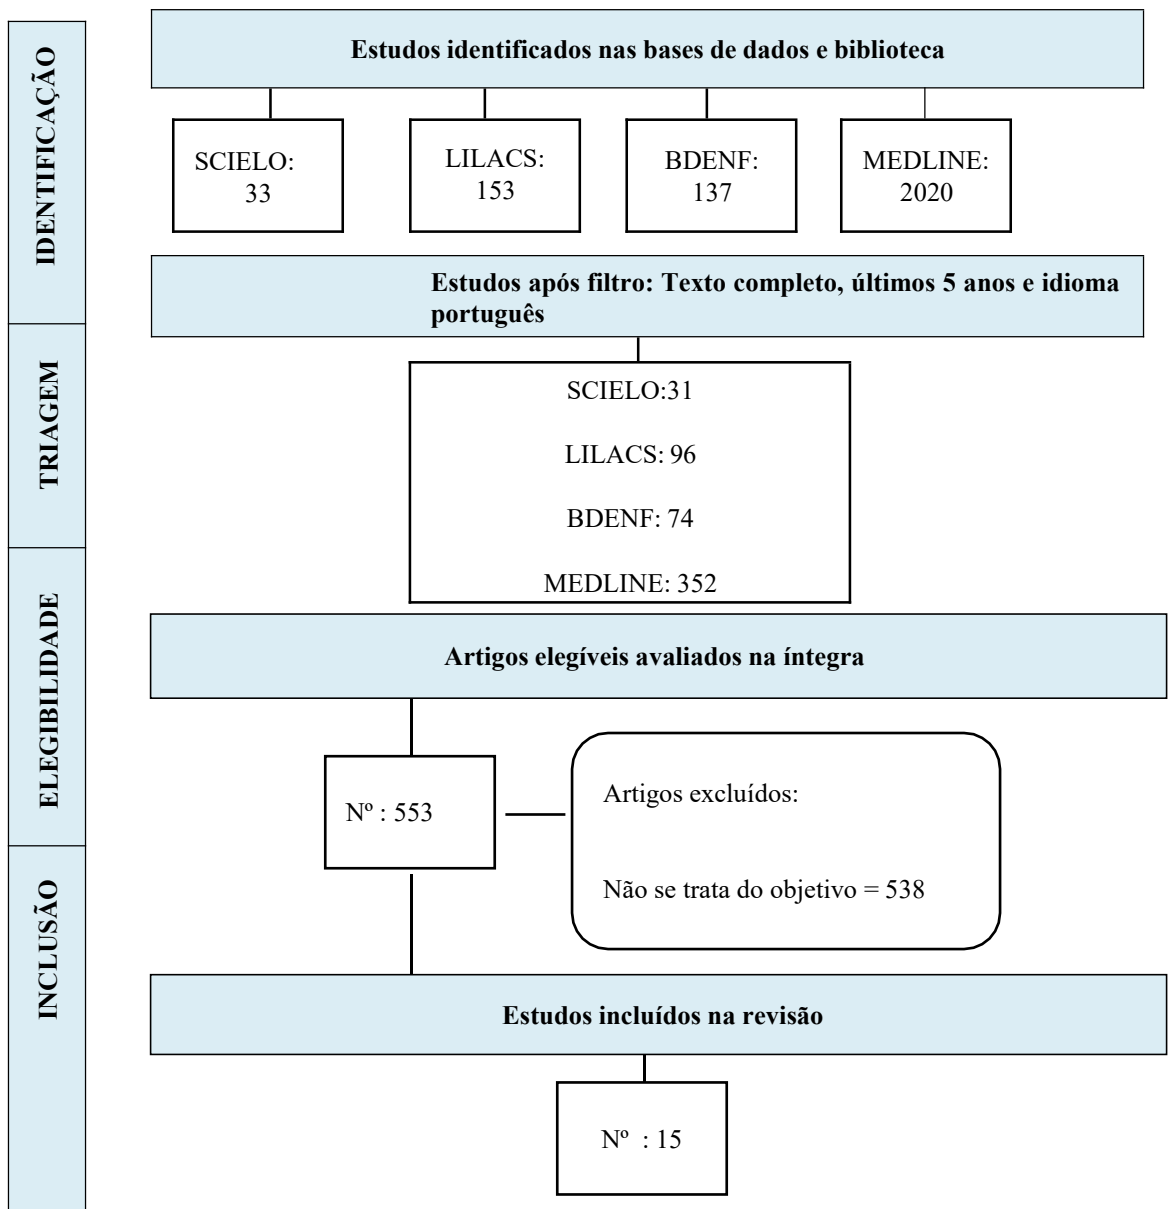 IDENTIFICAÇÃO
Estudos identificados nas bases de dados e biblioteca
SCIELO:
33
LILACS:
153
BDENF:
137
MEDLINE:
2020
Estudos após filtro: Texto completo, últimos 5 anos e idioma
português
TRIAGEM
SCIELO:31
LILACS: 96
BDENF: 74
MEDLINE: 352
ELEGIBILIDADE
Artigos elegíveis avaliados na íntegra
Nº : 553
Artigos excluídos:
Não se trata do objetivo = 538
INCLUSÃO
Estudos incluídos na revisão
Nº : 15